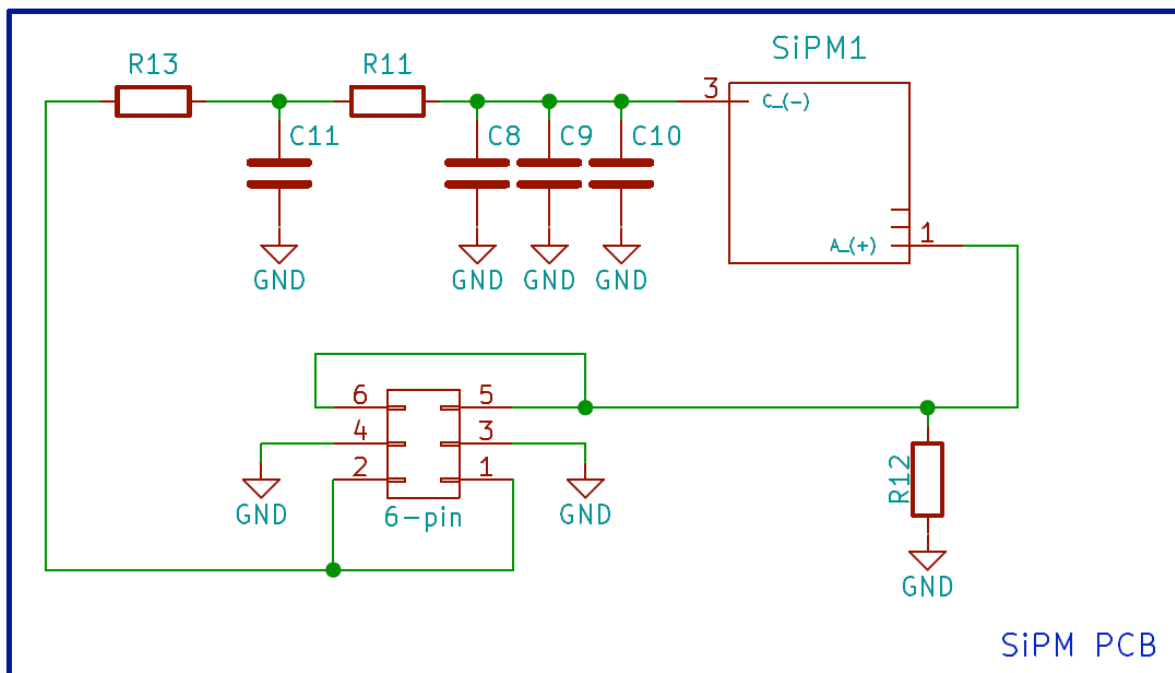 SiPM1
R13
R11
3
C_(-)
C11
C8
C9
C10
A_(+)
1
GND
GND
GND
GND
6
5
4
3
2
1
GND
6-pin
GND
R12
GND
SiPM PCB